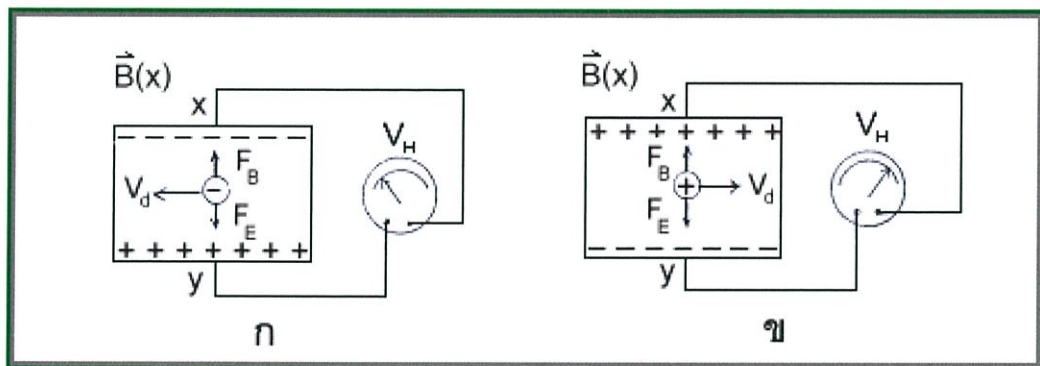 B⃗(x)
x
− − − − − − − −
V_H
F_B
V_d
−
F_E
+ + + + + + +
y
ก
B⃗(x)
x
+ + + + + + +
V_H
F_B
+
V_d
F_E
− − − − − − − −
y
ข